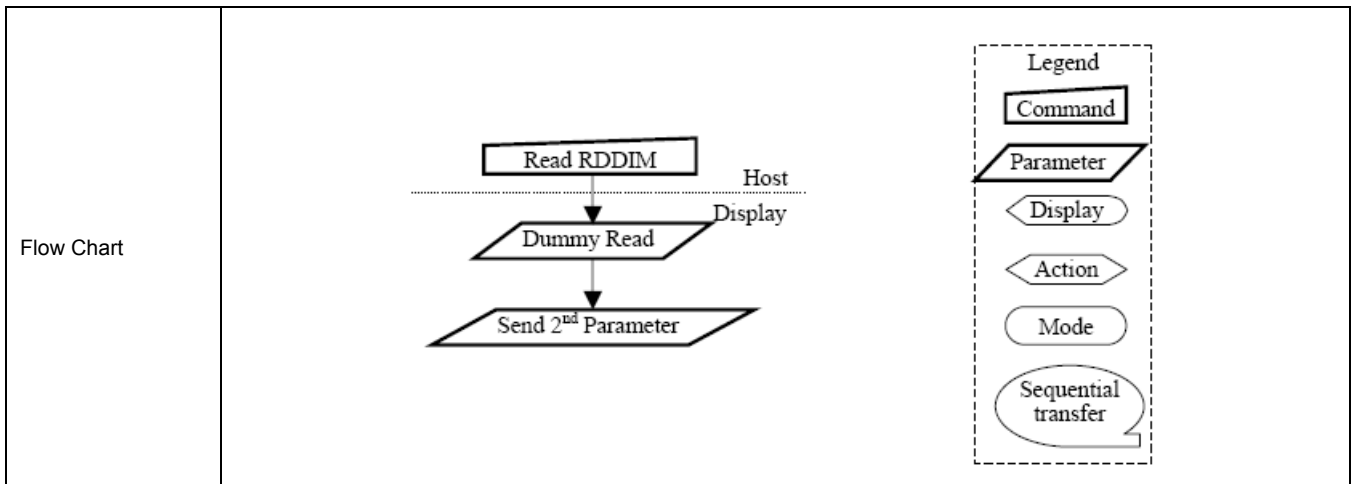 Flow Chart
Read RDDIM
Host
Display
Dummy Read
Send 2nd Parameter
Legend
Command
Parameter
Display
Action
Mode
Sequential
transfer